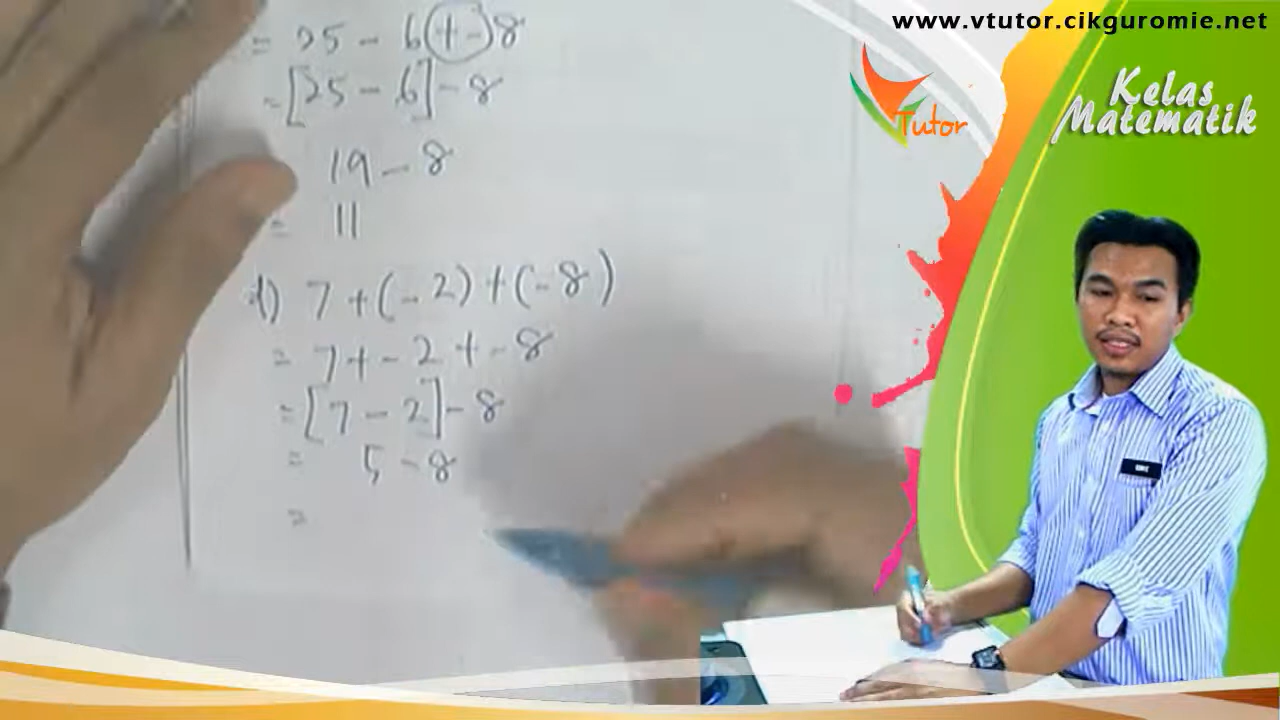 www.vtutor.cikguromie.net
Tutor
Kelas
Matematik
= 25 - 6(+-)8
= [25 - 6] - 8
19 - 8
= 11
d) 7 + (-2) + (-8)
= 7 + - 2 + - 8
= [7 - 2] - 8
= 5 - 8
=